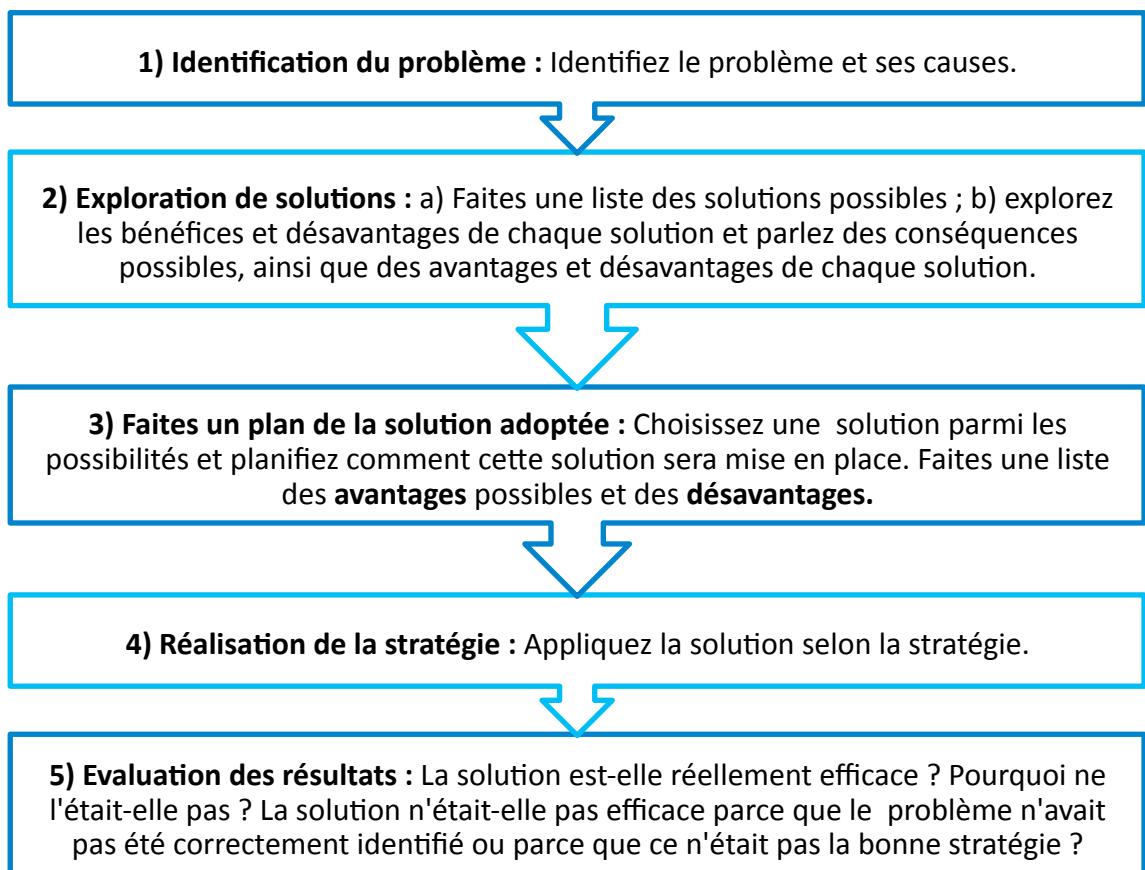 1) Identification du problème : Identifiez le problème et ses causes.
2) Exploration de solutions : a) Faites une liste des solutions possibles ; b) explorez
les bénéfices et désavantages de chaque solution et parlez des conséquences
possibles, ainsi que des avantages et désavantages de chaque solution.
3) Faites un plan de la solution adoptée : Choisissez une  solution parmi les
possibilités et planifiez comment cette solution sera mise en place. Faites une liste
des avantages possibles et des désavantages.
4) Réalisation de la stratégie : Appliquez la solution selon la stratégie.
5) Evaluation des résultats : La solution est-elle réellement efficace ? Pourquoi ne
l'était-elle pas ? La solution n'était-elle pas efficace parce que le  problème n'avait
pas été correctement identifié ou parce que ce n'était pas la bonne stratégie ?